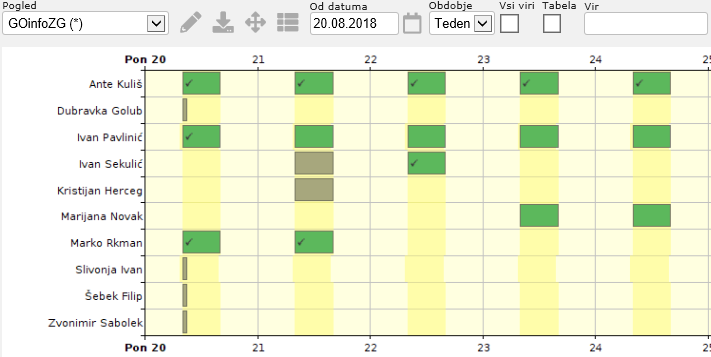 Pogled Od datuma Obdobje Vsi viri Tabela Vir
GOinfoZG (*) 20.08.2018 Teden
Pon 20 21 22 23 24 25
Ante Kuliš
Dubravka Golub
Ivan Pavlinić
Ivan Sekulić
Kristijan Herceg
Marijana Novak
Marko Rkman
Slivonja Ivan
Šebek Filip
Zvonimir Sabolek
Pon 20 21 22 23 24 25